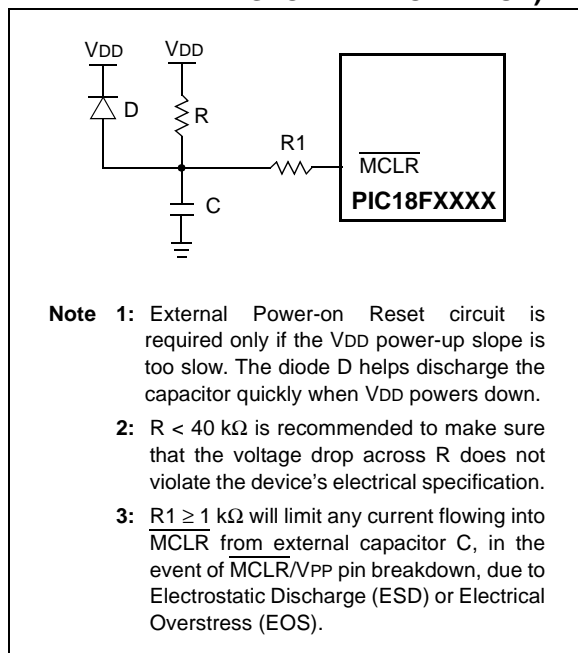 VDD VDD
D
R
R1
MCLR
PIC18FXXXX
C
Note 1: External Power-on Reset circuit is
required only if the VDD power-up slope is
too slow. The diode D helps discharge the
capacitor quickly when VDD powers down.
2: R < 40 kΩ is recommended to make sure
that the voltage drop across R does not
violate the device's electrical specification.
3: R1 ≥ 1 kΩ will limit any current flowing into
MCLR from external capacitor C, in the
event of MCLR/VPP pin breakdown, due to
Electrostatic Discharge (ESD) or Electrical
Overstress (EOS).